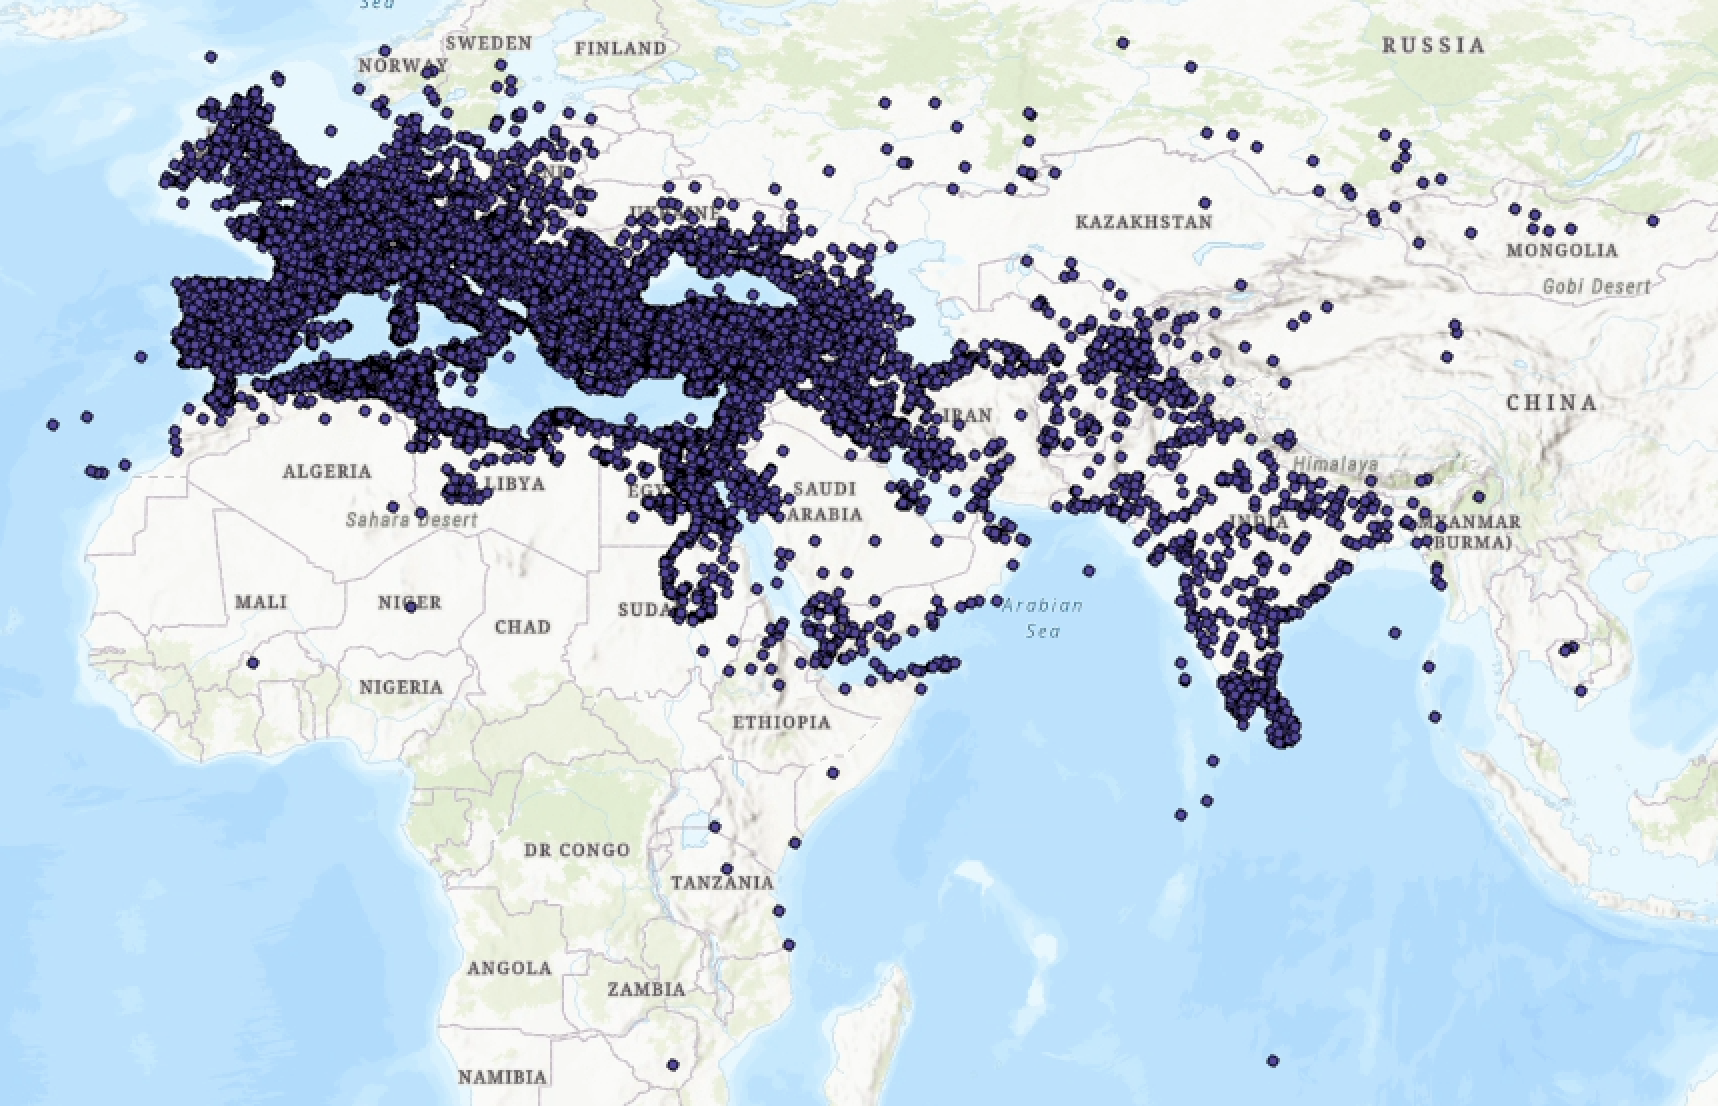 Sea
SWEDEN
FINLAND
NORWAY
RUSSIA
UKRAINE
KAZAKHSTAN
MONGOLIA
Gobi Desert
CHINA
IRAN
ALGERIA
LIBYA
Himalaya
SAUDI
ARABIA
Sahara Desert
INDIA
MYANMAR
(BURMA)
MALI
NIGER
SUDA
Arabian
Sea
CHAD
NIGERIA
ETHIOPIA
DR CONGO
TANZANIA
ANGOLA
ZAMBIA
NAMIBIA